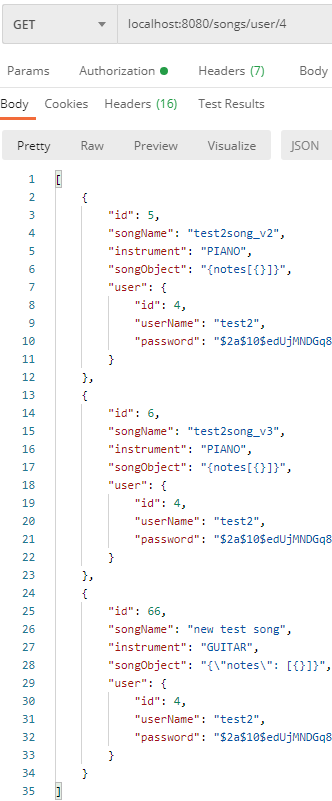 GET localhost:8080/songs/user/4
Params Authorization Headers (7) Body
Body Cookies Headers (16) Test Results
Pretty Raw Preview Visualize JSON
1 [
2 {
3 "id": 5,
4 "songName": "test2song_v2",
5 "instrument": "PIANO",
6 "songObject": "{notes[{}]}",
7 "user": {
8 "id": 4,
9 "userName": "test2",
10 "password": "$2a$10$edUjMNDGq8
11 }
12 },
13 {
14 "id": 6,
15 "songName": "test2song_v3",
16 "instrument": "PIANO",
17 "songObject": "{notes[{}]}",
18 "user": {
19 "id": 4,
20 "userName": "test2",
21 "password": "$2a$10$edUjMNDGq8
22 }
23 },
24 {
25 "id": 66,
26 "songName": "new test song",
27 "instrument": "GUITAR",
28 "songObject": "{\"notes\": [{}]}",
29 "user": {
30 "id": 4,
31 "userName": "test2",
32 "password": "$2a$10$edUjMNDGq8
33 }
34 }
35 ]